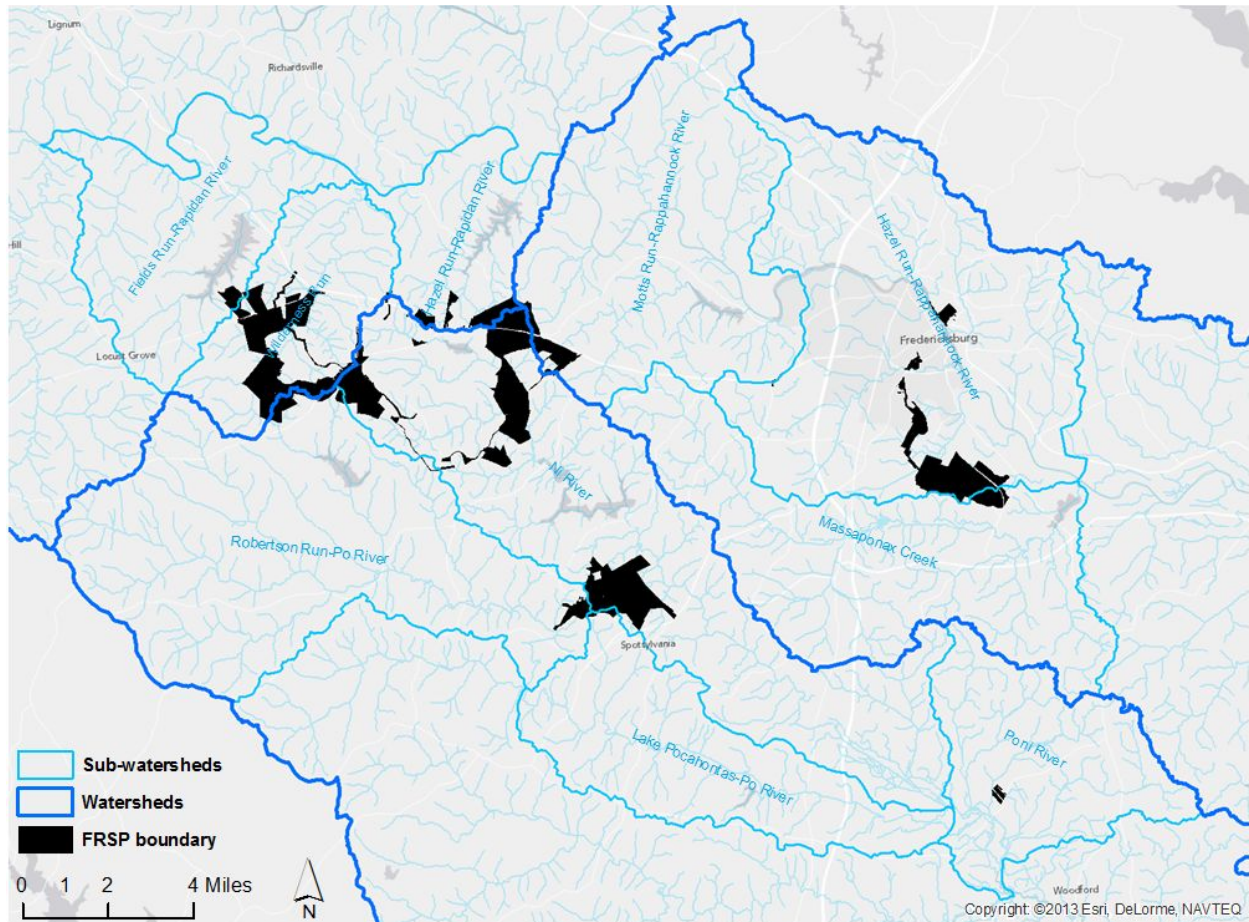 Lignum
Richardsville
Fields Run-Rapidan River
Hazel Run-Rapidan River
Motts Run-Rappahannock River
Hazel Run-Rappahannock River
Wilderness Run
Locust Grove
Fredericksburg
Ni River
Massaponax Creek
Robertson Run-Po River
Spotsylvania
Lake Pocahontas-Po River
Poni River
Sub-watersheds
Watersheds
FRSP boundary
0 1 2 4 Miles
N
Woodford
Copyright: ©2013 Esri, DeLorme, NAVTEQ